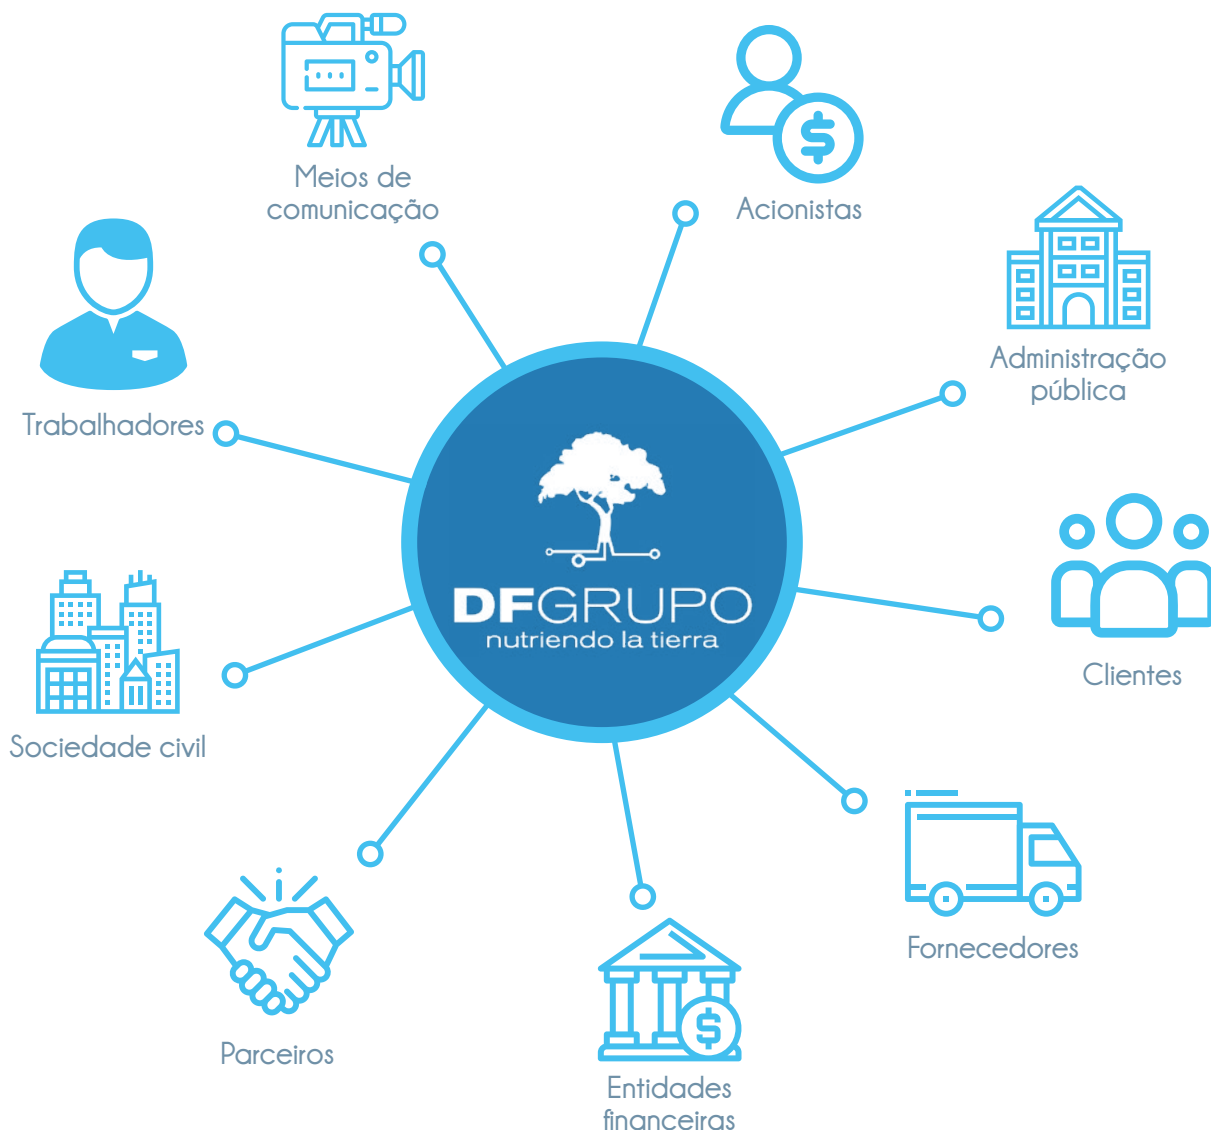 Meios de
comunicação
Acionistas
Administração
pública
Trabalhadores
DFGRUPO
nutriendo la tierra
Clientes
Sociedade civil
Fornecedores
Parceiros
Entidades
financeiras